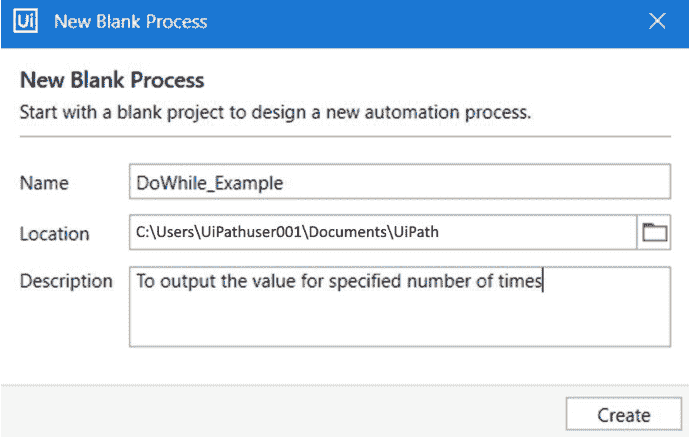 Ui New Blank Process
New Blank Process
Start with a blank project to design a new automation process.
Name DoWhile_Example
Location C:\Users\UiPathuser001\Documents\UiPath
Description To output the value for specified number of times
Create